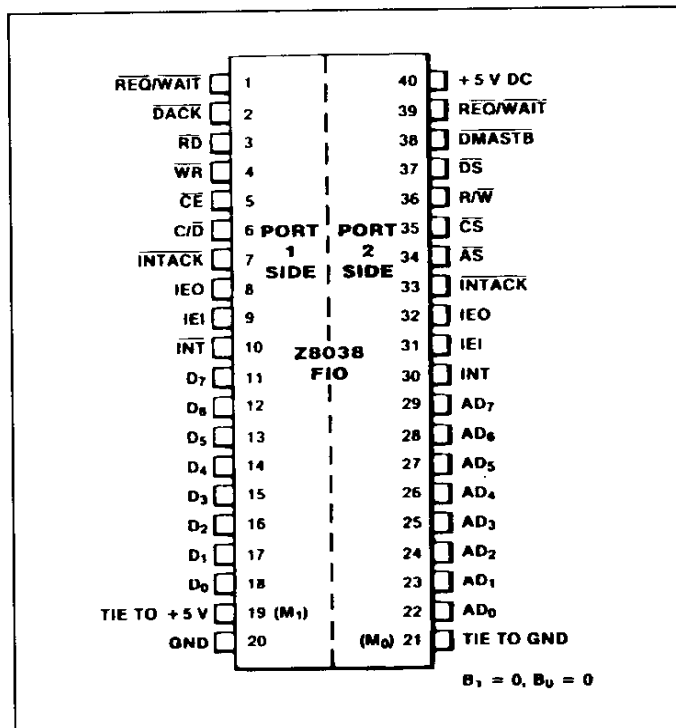 REQ/WAIT 1 40 + 5 V DC
DACK 2 39 REQ/WAIT
RD 3 38 DMASTB
WR 4 37 DS
CE 5 36 R/W
C/D 6 35 CS
PORT 1 SIDE
PORT 2 SIDE
INTACK 7 34 AS
IEO 8 33 INTACK
IEI 9 32 IEO
Z8038
FIO
INT 10 31 IEI
D₇ 11 30 INT
D₆ 12 29 AD₇
D₅ 13 28 AD₆
D₄ 14 27 AD₅
D₃ 15 26 AD₄
D₂ 16 25 AD₃
D₁ 17 24 AD₂
D₀ 18 23 AD₁
TIE TO +5 V 19 (M₁) 22 AD₀
GND 20 (M₀) 21 TIE TO GND
B₁ = 0, B₀ = 0